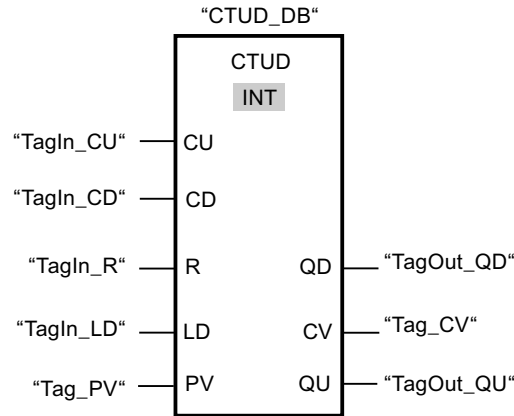 “CTUD_DB“
CTUD
INT
“TagIn_CU“ CU
“TagIn_CD“ CD
“TagIn_R“ R QD “TagOut_QD“
“TagIn_LD“ LD CV “Tag_CV“
“Tag_PV“ PV QU “TagOut_QU“